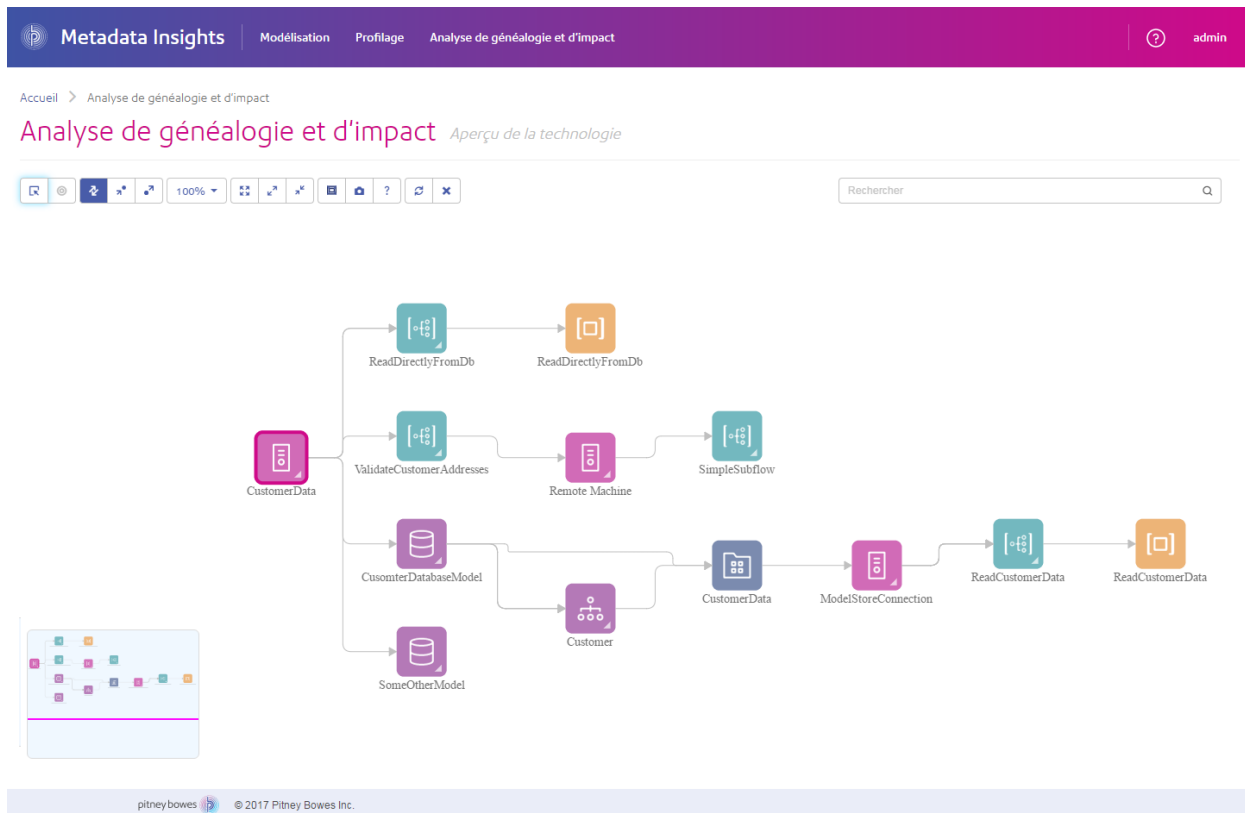 Metadata Insights Modélisation Profilage Analyse de généalogie et d'impact ? admin
Accueil > Analyse de généalogie et d'impact
Analyse de généalogie et d'impact Aperçu de la technologie
100% ? Rechercher
ReadDirectlyFromDb ReadDirectlyFromDb
ValidateCustomerAddresses SimpleSubflow
CustomerData Remote Machine
CusomterDatabaseModel ReadCustomerData ReadCustomerData
CustomerData ModelStoreConnection
Customer
SomeOtherModel
pitney bowes © 2017 Pitney Bowes Inc.